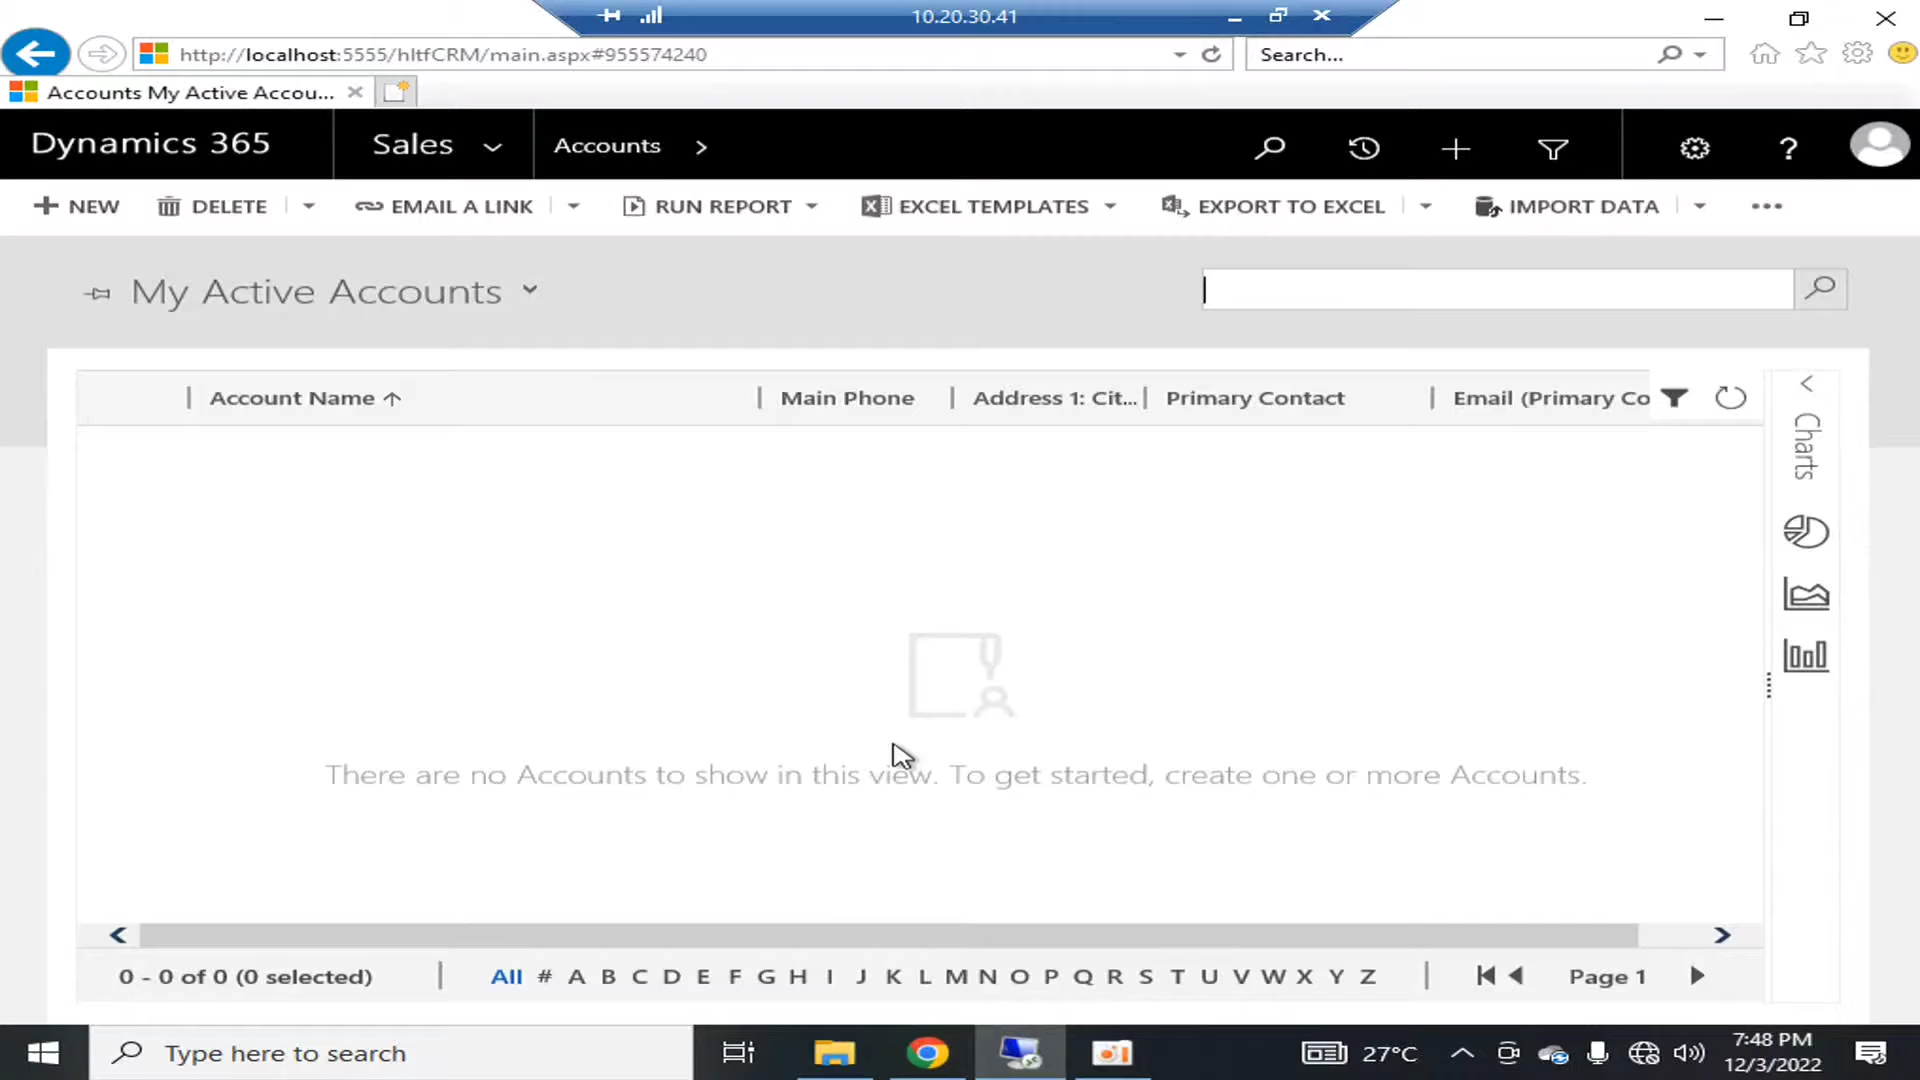 10.20.30.41
http://localhost:5555/hltfCRM/main.aspx#955574240
Search...
Accounts My Active Accou...
Dynamics 365
Sales
Accounts
?
NEW
DELETE
EMAIL A LINK
RUN REPORT
EXCEL TEMPLATES
EXPORT TO EXCEL
IMPORT DATA
My Active Accounts
Account Name
Main Phone
Address 1: Cit...
Primary Contact
Email (Primary Co
Charts
There are no Accounts to show in this view. To get started, create one or more Accounts.
0 - 0 of 0 (0 selected)
All # A B C D E F G H I J K L M N O P Q R S T U V W X Y Z
Page 1
Type here to search
27°C
7:48 PM
12/3/2022